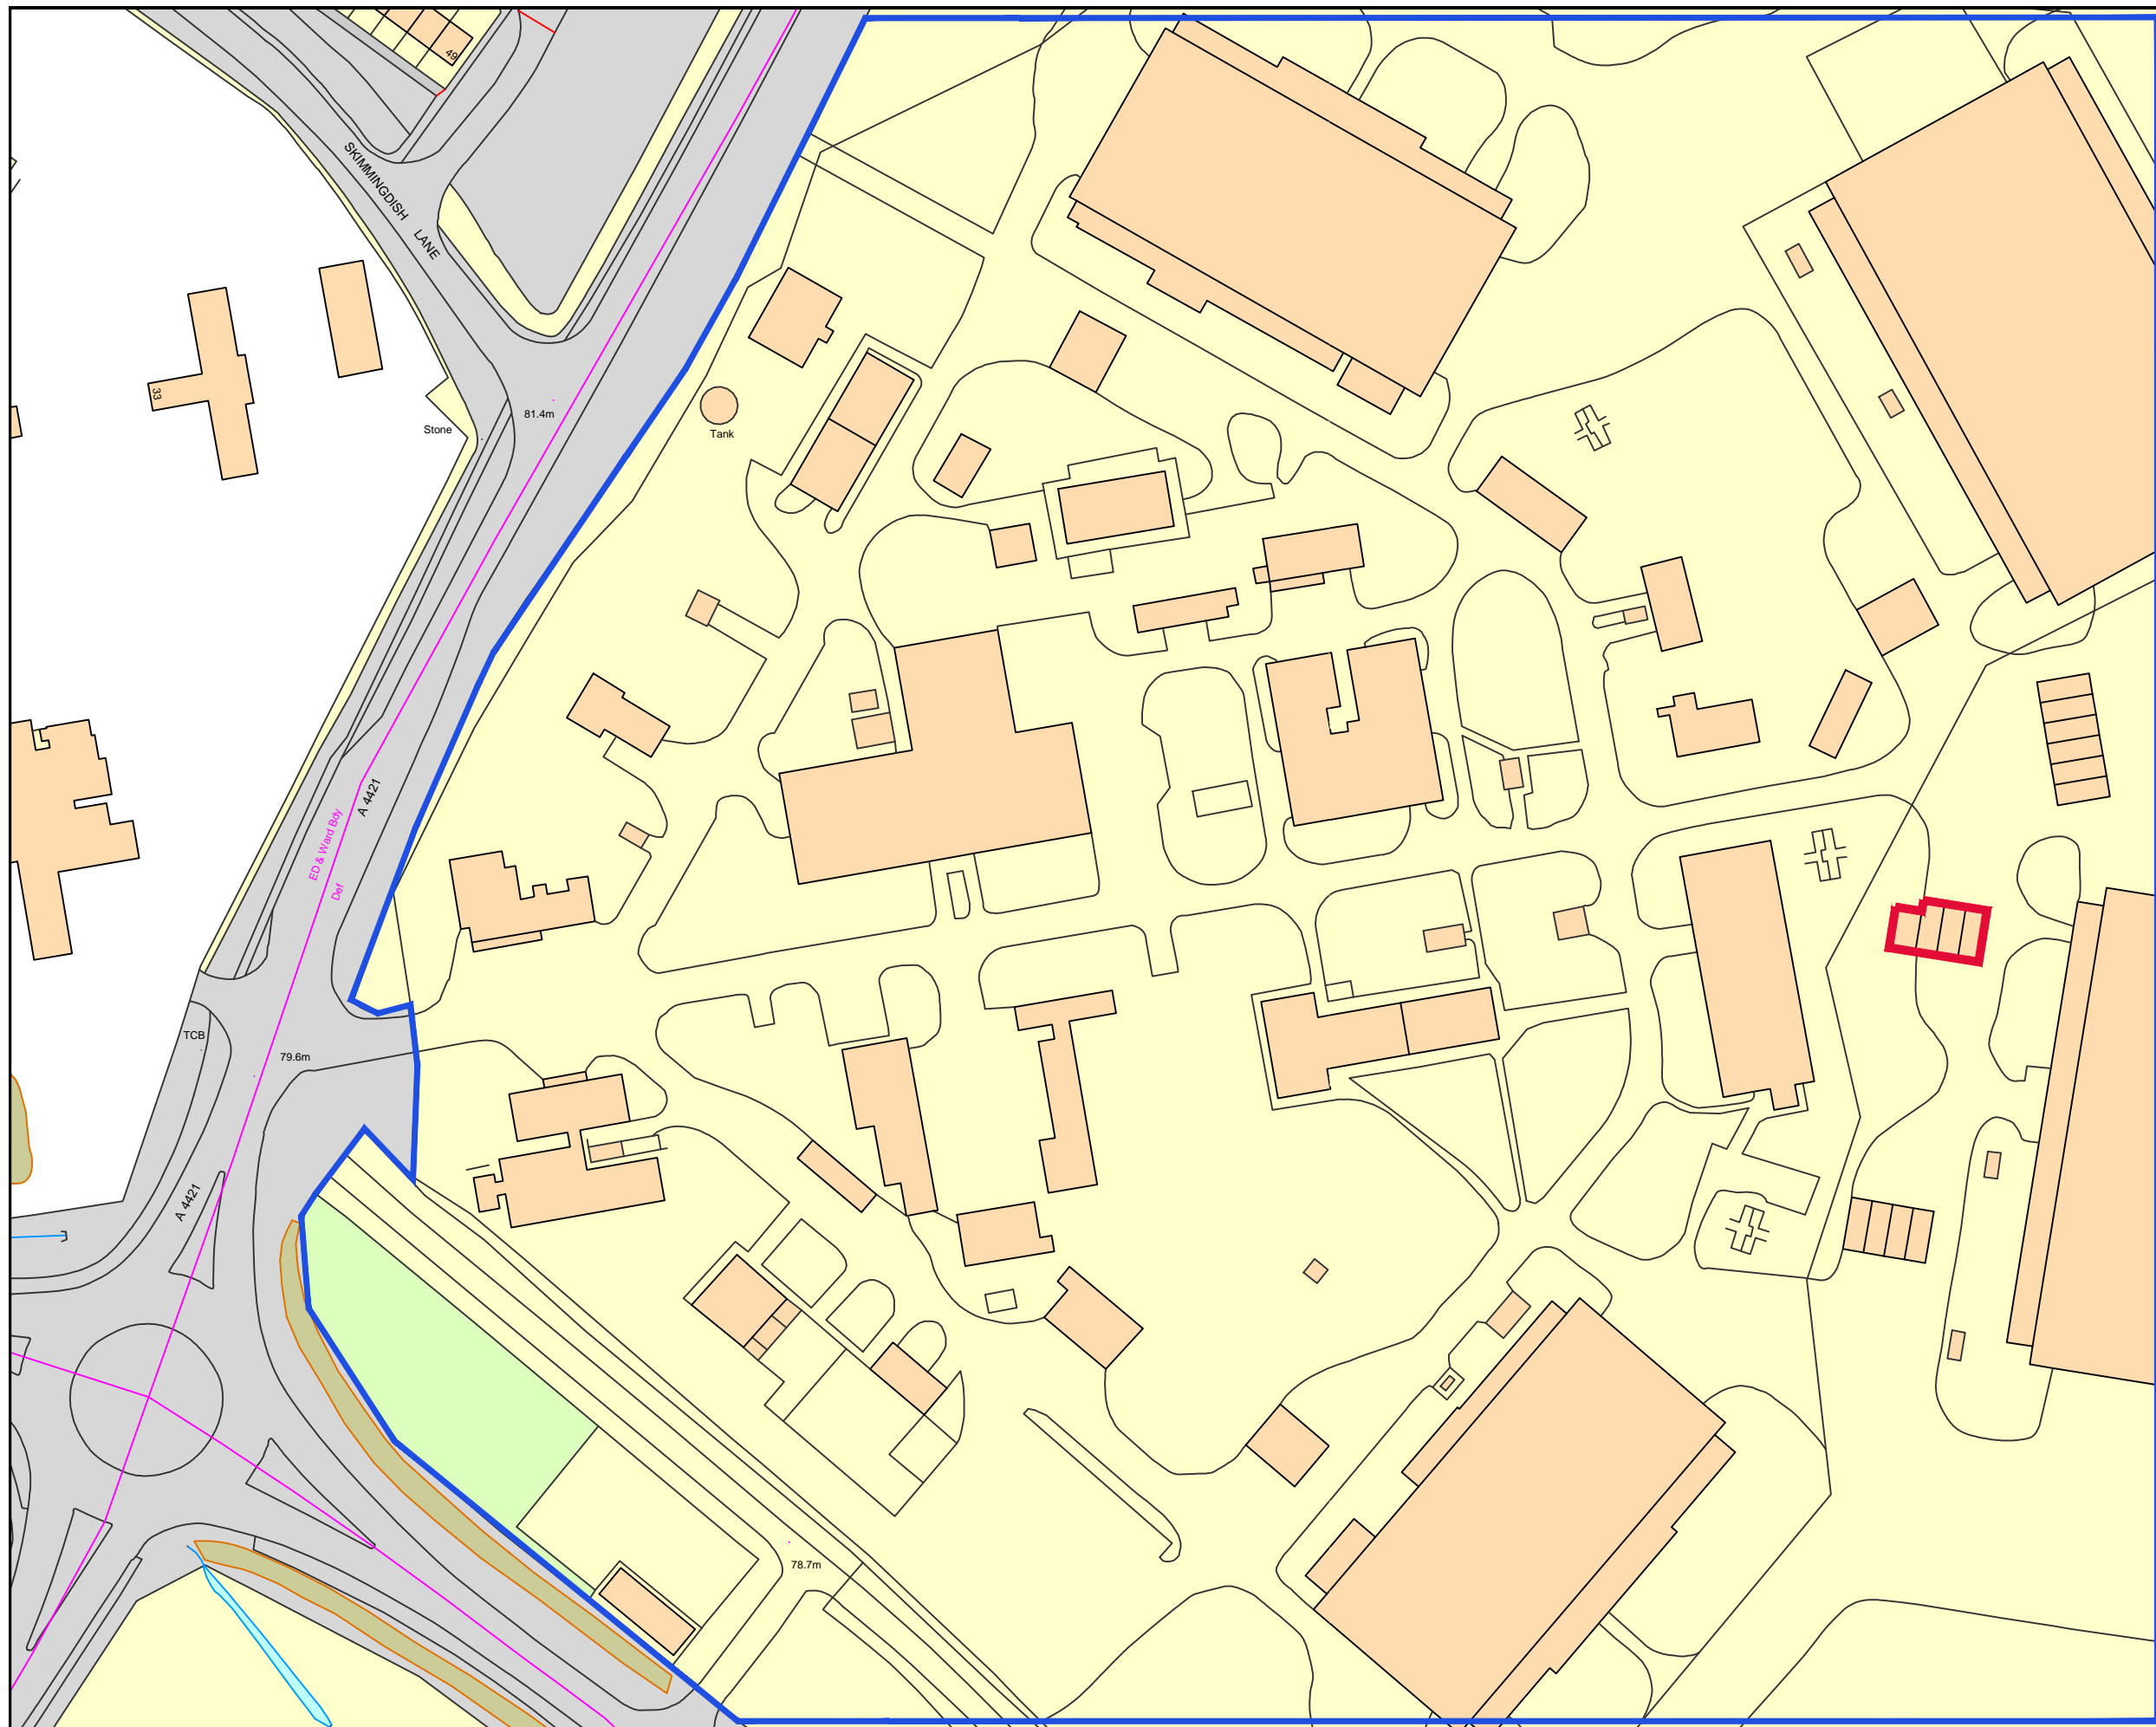 49
SKIMMINGDISH
LANE
33
81.4m
Stone
Tank
A 4421
ED & Ward Bdy
Def
TCB
79.6m
A 4421
78.7m